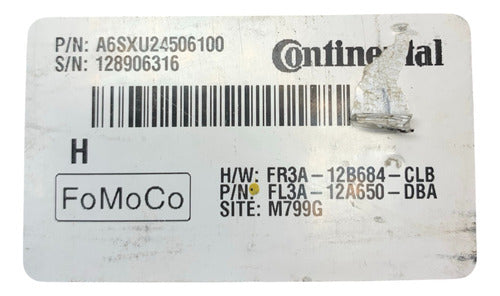 P/N: A6SXU24506100
Continental
S/N: 128906316
H
H/W: FR3A-12B684-CLB
FoMoCo
P/N: FL3A-12A650-DBA
SITE: M799G